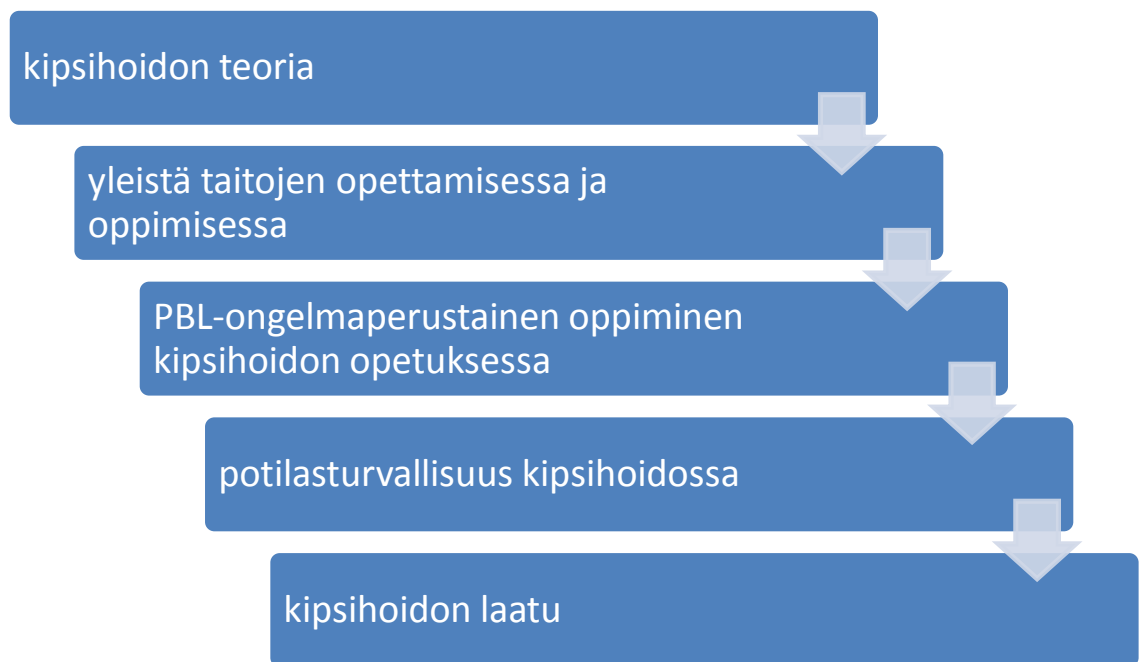 kipsihoidon teoria
yleistä taitojen opettamisessa ja
oppimisessa
PBL-ongelmaperustainen oppiminen
kipsihoidon opetuksessa
potilasturvallisuus kipsihoidossa
kipsihoidon laatu